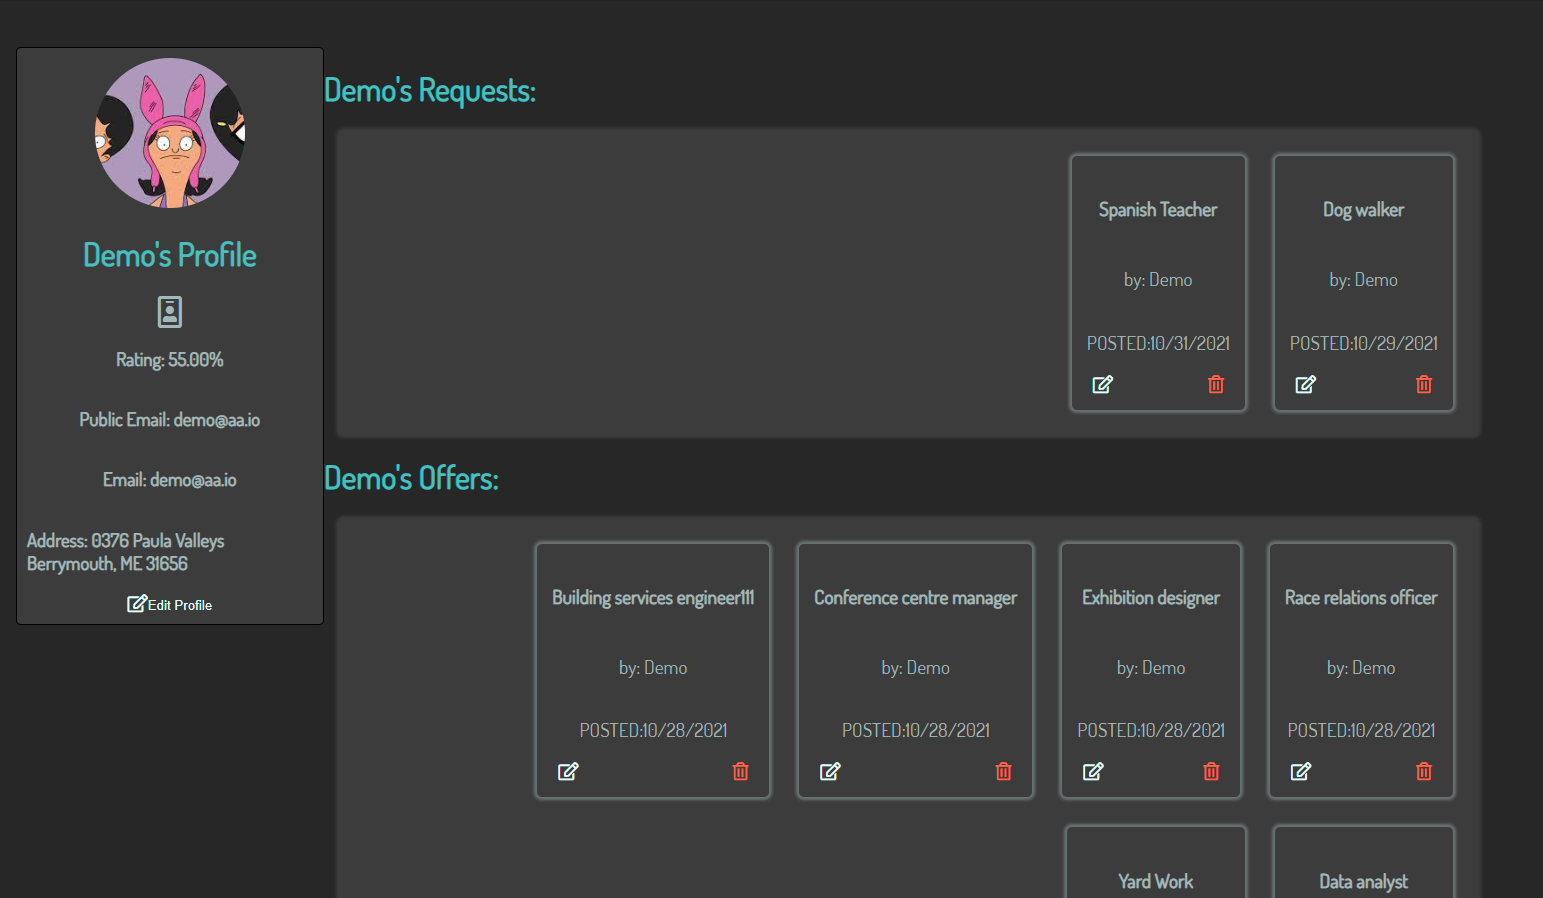 Demo's Profile
Rating: 55.00%
Public Email: demo@aa.io
Email: demo@aa.io
Address: 0376 Paula Valleys
Berrymouth, ME 31656
Edit Profile
Demo's Requests:
Spanish Teacher
by: Demo
POSTED:10/31/2021
Dog walker
by: Demo
POSTED:10/29/2021
Demo's Offers:
Building services engineer111
by: Demo
POSTED:10/28/2021
Conference centre manager
by: Demo
POSTED:10/28/2021
Exhibition designer
by: Demo
POSTED:10/28/2021
Race relations officer
by: Demo
POSTED:10/28/2021
Yard Work
Data analyst